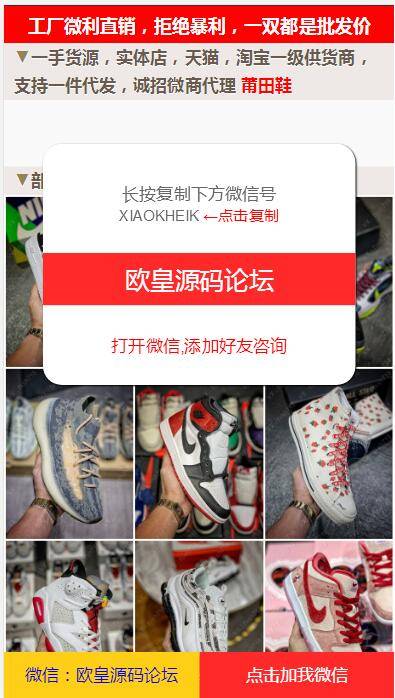 工厂微利直销，拒绝暴利，一双都是批发价
▼一手货源，实体店，天猫，淘宝一级供货商，
支持一件代发，诚招微商代理 莆田鞋
▼部
长按复制下方微信号
XIAOKHEIK ←点击复制
欧皇源码论坛
打开微信,添加好友咨询
微信：欧皇源码论坛
点击加我微信